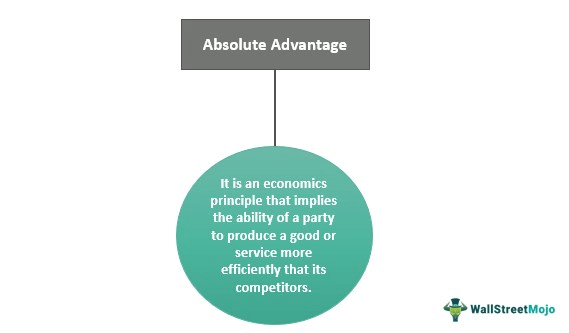 Absolute Advantage
It is an economics
principle that implies
the ability of a party
to produce a good or
service more
efficiently that its
competitors.
WallStreetMojo